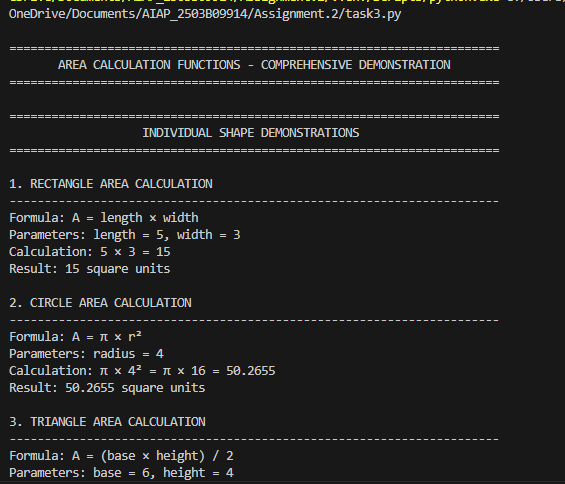 OneDrive/Documents/AIAP_2503B09914/Assignment.2/task3.py
======================================================================
AREA CALCULATION FUNCTIONS - COMPREHENSIVE DEMONSTRATION
======================================================================
======================================================================
INDIVIDUAL SHAPE DEMONSTRATIONS
======================================================================
1. RECTANGLE AREA CALCULATION
----------------------------------------------------------------------
Formula: A = length × width
Parameters: length = 5, width = 3
Calculation: 5 × 3 = 15
Result: 15 square units
2. CIRCLE AREA CALCULATION
----------------------------------------------------------------------
Formula: A = π × r²
Parameters: radius = 4
Calculation: π × 4² = π × 16 = 50.2655
Result: 50.2655 square units
3. TRIANGLE AREA CALCULATION
----------------------------------------------------------------------
Formula: A = (base × height) / 2
Parameters: base = 6, height = 4